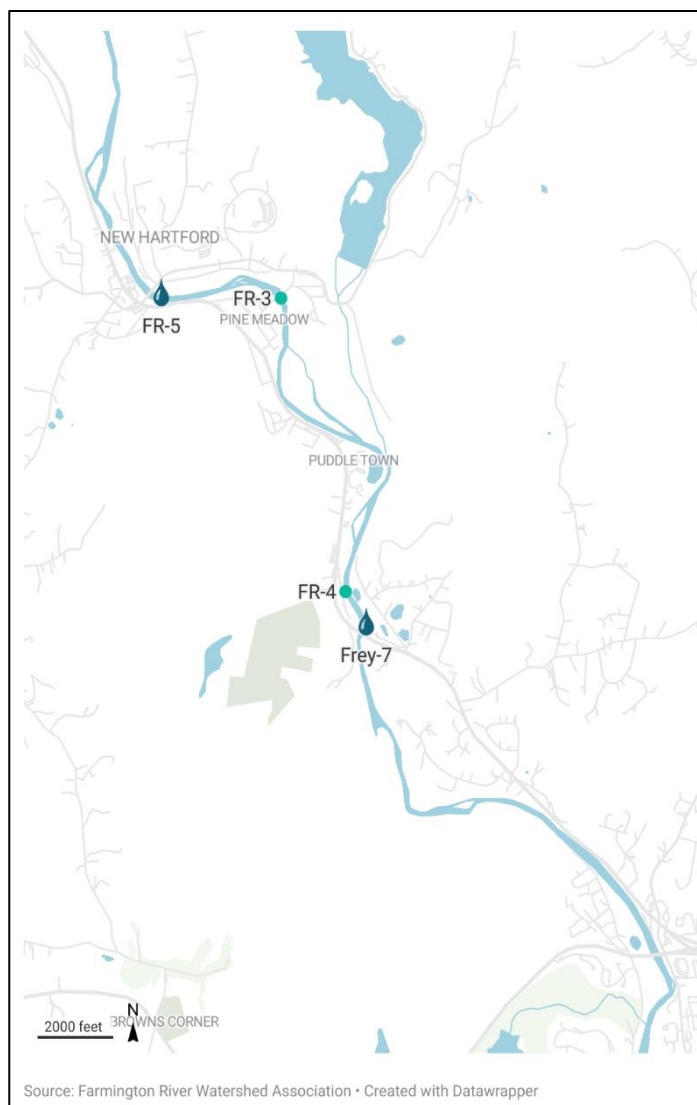 NEW HARTFORD
FR-3
FR-5
PINE MEADOW
PUDDLE TOWN
FR-4
Frey-7
N
2000 feet
BROWNS CORNER
Source: Farmington River Watershed Association • Created with Datawrapper